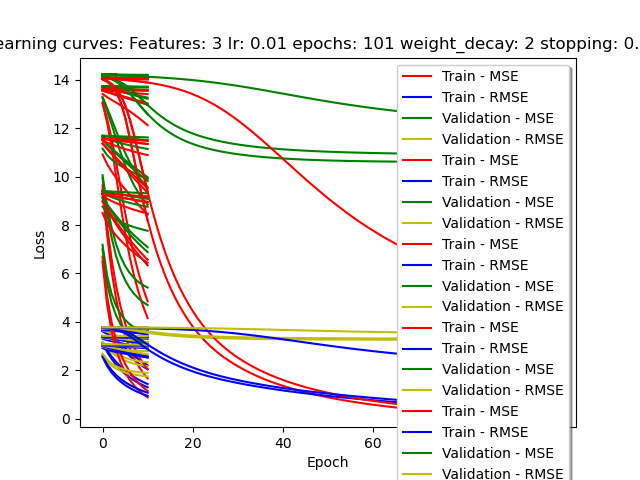 earning curves: Features: 3 lr: 0.01 epochs: 101 weight_decay: 2 stopping: 0.
14
12
10
8
6
4
2
0
Loss
0
20
40
60
Epoch
Train - MSE
Train - RMSE
Validation - MSE
Validation - RMSE
Train - MSE
Train - RMSE
Validation - MSE
Validation - RMSE
Train - MSE
Train - RMSE
Validation - MSE
Validation - RMSE
Train - MSE
Train - RMSE
Validation - MSE
Validation - RMSE
Train - MSE
Train - RMSE
Validation - MSE
Validation - RMSE